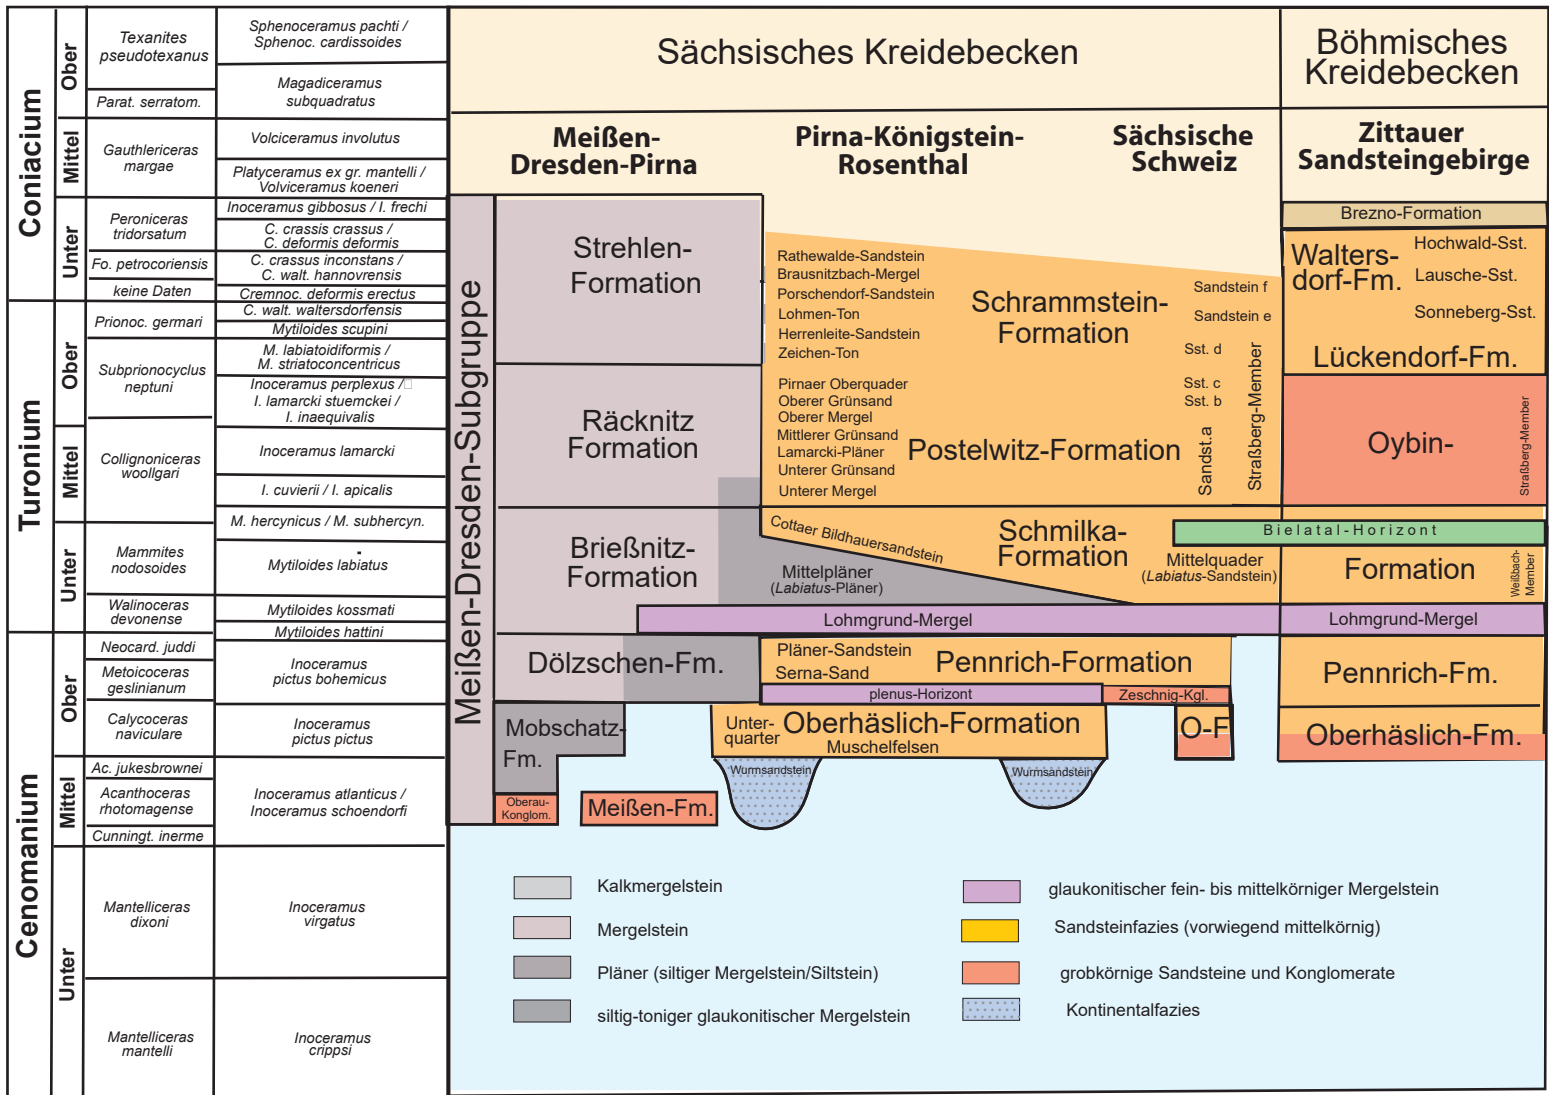 Coniacium
Turonium
Cenomanium
Ober
Mittel
Unter
Ober
Mittel
Unter
Ober
Mittel
Unter
Texanites
pseudotexanus
Parat. serratom.
Gauthlericeras
margae
Peroniceras
tridorsatum
Fo. petrocoriensis
keine Daten
Prionoc. germari
Subprionocyclus
neptuni
Collignoniceras
woollgari
Mammites
nodosoides
Walinoceras
devonense
Neocard. juddi
Metoicoceras
geslinianum
Calycoceras
naviculare
Ac. jukesbrownei
Acanthoceras
rhotomagense
Cunningt. inerme
Mantelliceras
dixoni
Mantelliceras
mantelli
Sphenoceramus pachti /
Sphenoc. cardissoides
Magadiceramus
subquadratus
Volciceramus involutus
Platyceramus ex gr. mantelli /
Volviceramus koeneri
Inoceramus gibbosus / I. frechi
C. crassis crassus /
C. deformis deformis
C. crassus inconstans /
C. walt. hannovrensis
Cremnoc. deformis erectus
C. walt. waltersdorfensis
Mytiloides scupini
M. labiatoidiformis /
M. striatoconcentricus
Inoceramus perplexus /
I. lamarcki stuemckei /
I. inaequivalis
Inoceramus lamarcki
I. cuvierii / I. apicalis
M. hercynicus / M. subhercyn.
Mytiloides labiatus
Mytiloides kossmati
Mytiloides hattini
Inoceramus
pictus bohemicus
Inoceramus
pictus pictus
Inoceramus atlanticus /
Inoceramus schoendorfi
Inoceramus
virgatus
Inoceramus
crippsi
Sächsisches Kreidebecken
Böhmisches
Kreidebecken
Meißen-
Dresden-Pirna
Pirna-Königstein-
Rosenthal
Sächsische
Schweiz
Zittauer
Sandsteingebirge
Meißen-Dresden-Subgruppe
Strehlen-
Formation
Räcknitz
Formation
Brießnitz-
Formation
Dölzschen-Fm.
Mobschatz-
Fm.
Oberau-
Konglom.
Meißen-Fm.
Rathewalde-Sandstein
Brausnitzbach-Mergel
Porschendorf-Sandstein
Lohmen-Ton
Herrenleite-Sandstein
Zeichen-Ton
Schrammstein-
Formation
Sandstein f
Sandstein e
Sst. d
Sst. c
Sst. b
Sandst.a
Straßberg-Member
Pirnaer Oberquader
Oberer Grünsand
Oberer Mergel
Mittlerer Grünsand
Lamarcki-Pläner
Unterer Grünsand
Unterer Mergel
Postelwitz-Formation
Cottaer Bildhauersandstein
Schmilka-
Formation
Mittelpläner
(Labiatus-Pläner)
Mittelquader
(Labiatus-Sandstein)
Bielatal-Horizont
Lohmgrund-Mergel
Lohmgrund-Mergel
Pläner-Sandstein
Serna-Sand
Pennrich-Formation
plenus-Horizont
Zeschnig-Kgl.
Unter-
quarter
Oberhäslich-Formation
Muschelfelsen
O-F
Wurmsandstein
Wurmsandstein
Brezno-Formation
Walters-
dorf-Fm.
Hochwald-Sst.
Lausche-Sst.
Sonneberg-Sst.
Lückendorf-Fm.
Oybin-
Straßberg-Member
Formation
Weißbach-
Member
Pennrich-Fm.
Oberhäslich-Fm.
Kalkmergelstein
Mergelstein
Pläner (siltiger Mergelstein/Siltstein)
siltig-toniger glaukonitischer Mergelstein
glaukonitischer fein- bis mittelkörniger Mergelstein
Sandsteinfazies (vorwiegend mittelkörnig)
grobkörnige Sandsteine und Konglomerate
Kontinentalfazies